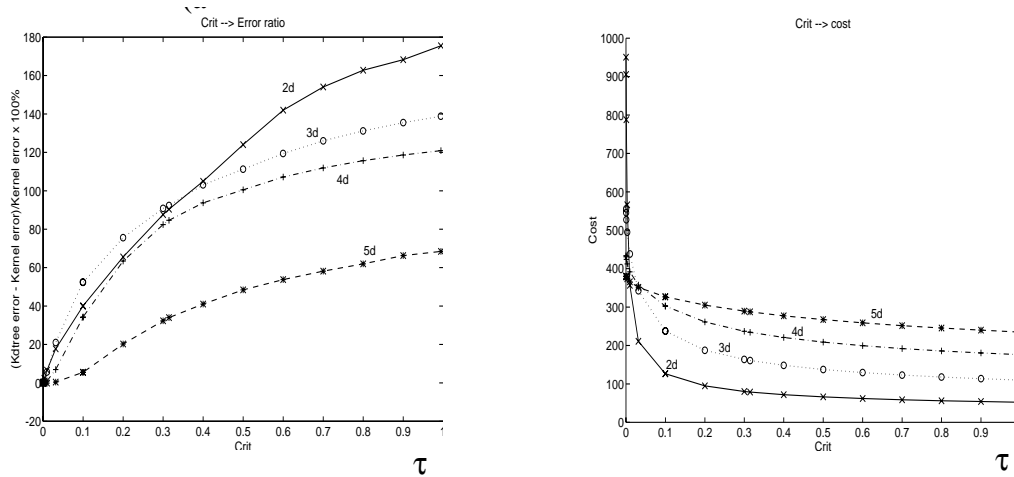 Crit --> Error ratio
180
160
140
120
100
80
60
40
20
0
-20
(Kdtree error - Kernel error)/Kernel error x 100%
2d
3d
4d
5d
0 0.1 0.2 0.3 0.4 0.5 0.6 0.7 0.8 0.9 1
Crit
τ
Crit --> cost
1000
900
800
700
600
500
400
300
200
100
0
Cost
5d
4d
3d
2d
0 0.1 0.2 0.3 0.4 0.5 0.6 0.7 0.8 0.9
Crit
τ